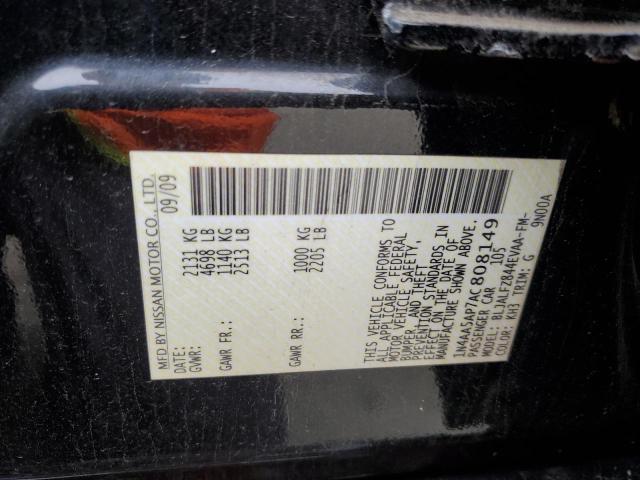 MFD BY NISSAN MOTOR CO., LTD.
DATE: 09/09
GVWR: 2131 KG
4698 LB
GAWR FR: 1140 KG
2513 LB
GAWR RR: 1000 KG
2205 LB
THIS VEHICLE CONFORMS TO
ALL APPLICABLE FEDERAL
MOTOR VEHICLE SAFETY,
BUMPER, AND THEFT
PREVENTION STANDARDS IN
EFFECT ON THE DATE OF
MANUFACTURE SHOWN ABOVE.
1N4AA5AP7AC808149
PASSENGER CAR 105
MODEL: BLJALFZ844EVAA-FM-
COLOR: KH3 TRIM: G 9N00A